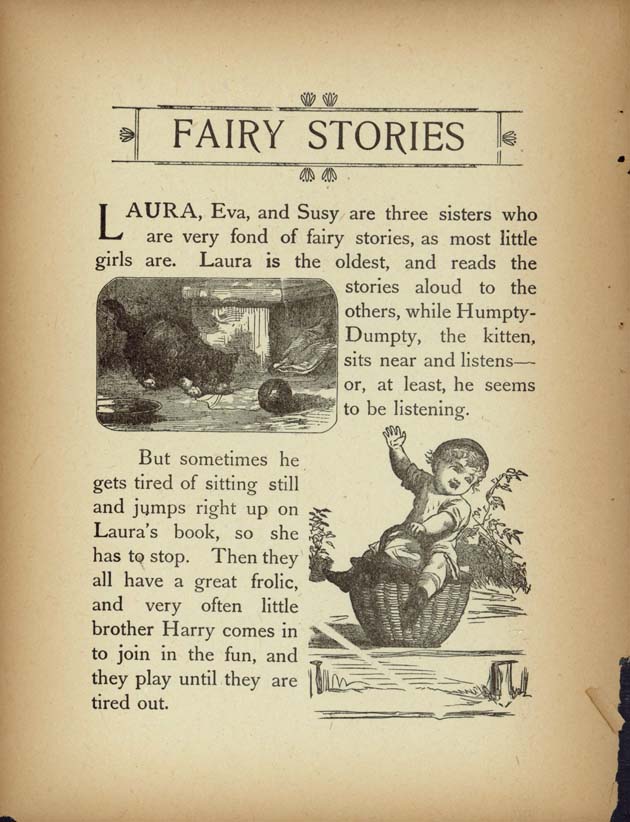 FAIRY STORIES
LAURA, Eva, and Susy are three sisters who
are very fond of fairy stories, as most little
girls are. Laura is the oldest, and reads the
stories aloud to the
others, while Humpty-
Dumpty, the kitten,
sits near and listens—
or, at least, he seems
to be listening.
But sometimes he
gets tired of sitting still
and jumps right up on
Laura's book, so she
has to stop. Then they
all have a great frolic,
and very often little
brother Harry comes in
to join in the fun, and
they play until they are
tired out.